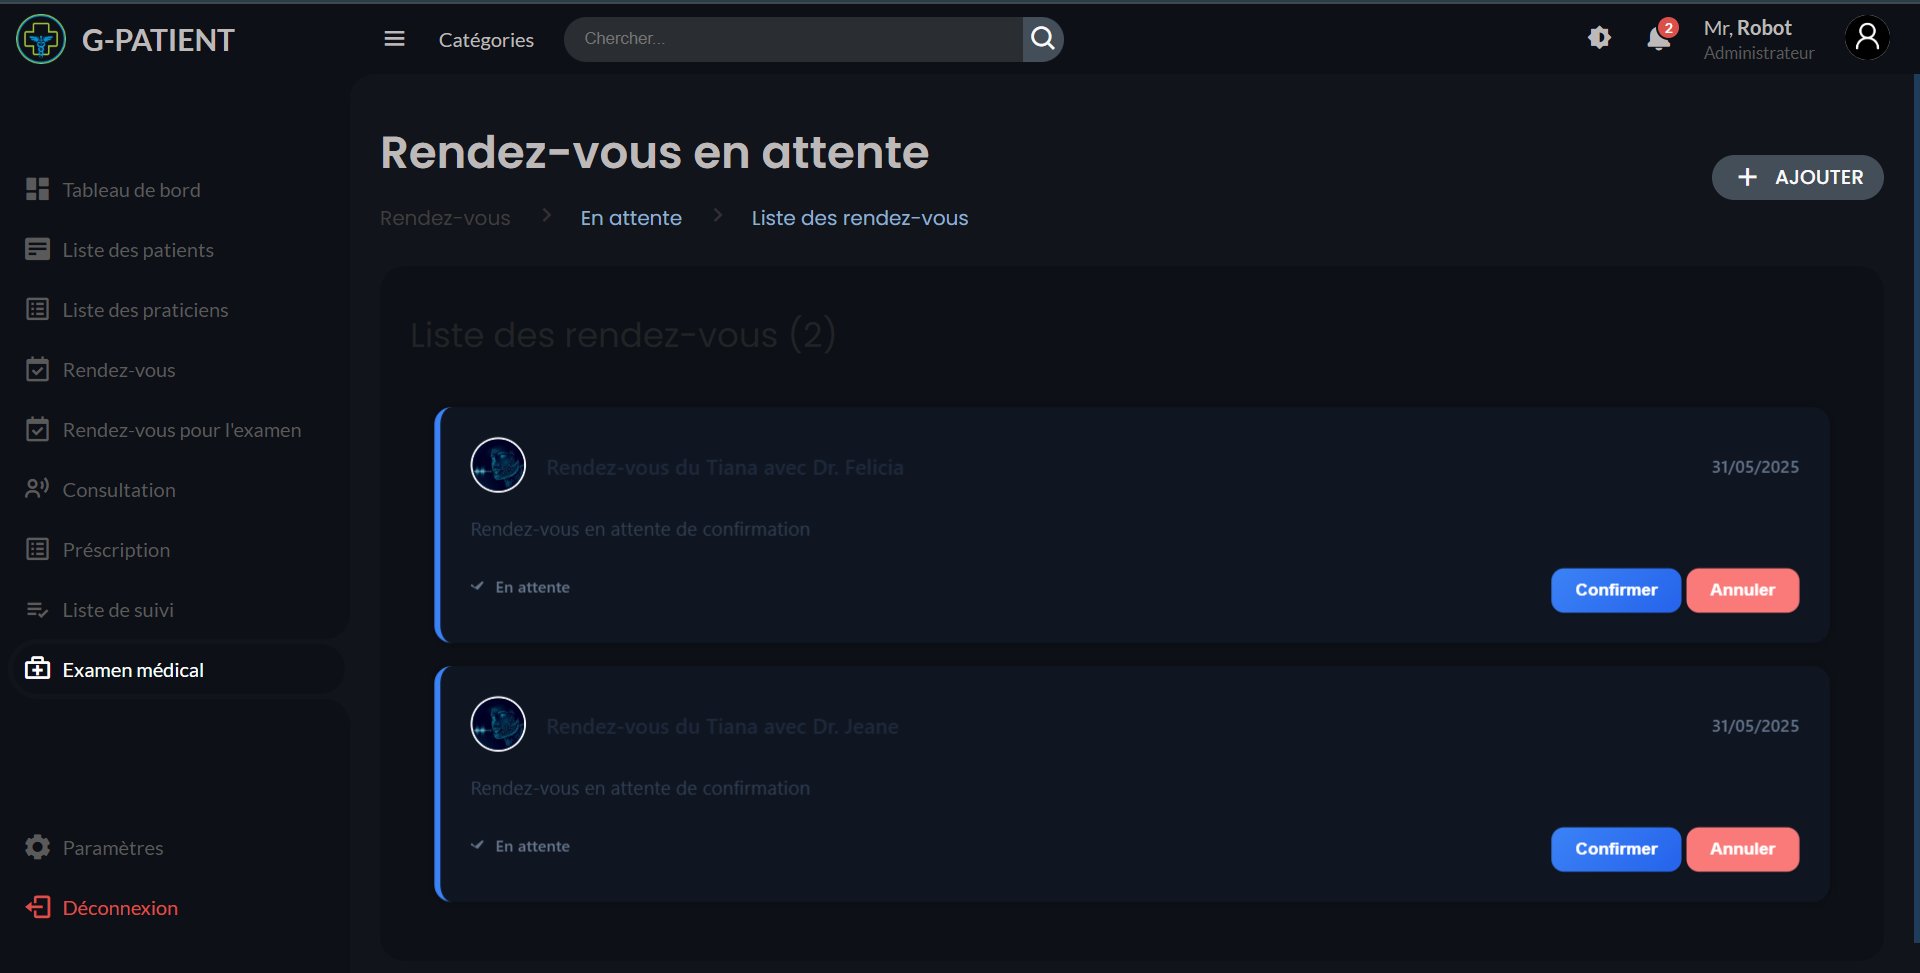 G-PATIENT
Catégories
Chercher...
2
Mr, Robot
Administrateur
Tableau de bord
Liste des patients
Liste des praticiens
Rendez-vous
Rendez-vous pour l'examen
Consultation
Préscription
Liste de suivi
Examen médical
Paramètres
Déconnexion
Rendez-vous en attente
Rendez-vous > En attente > Liste des rendez-vous
+ AJOUTER
Liste des rendez-vous (2)
Rendez-vous du Tiana avec Dr. Felicia
31/05/2025
Rendez-vous en attente de confirmation
En attente
Confirmer
Annuler
Rendez-vous du Tiana avec Dr. Jeane
31/05/2025
Rendez-vous en attente de confirmation
En attente
Confirmer
Annuler